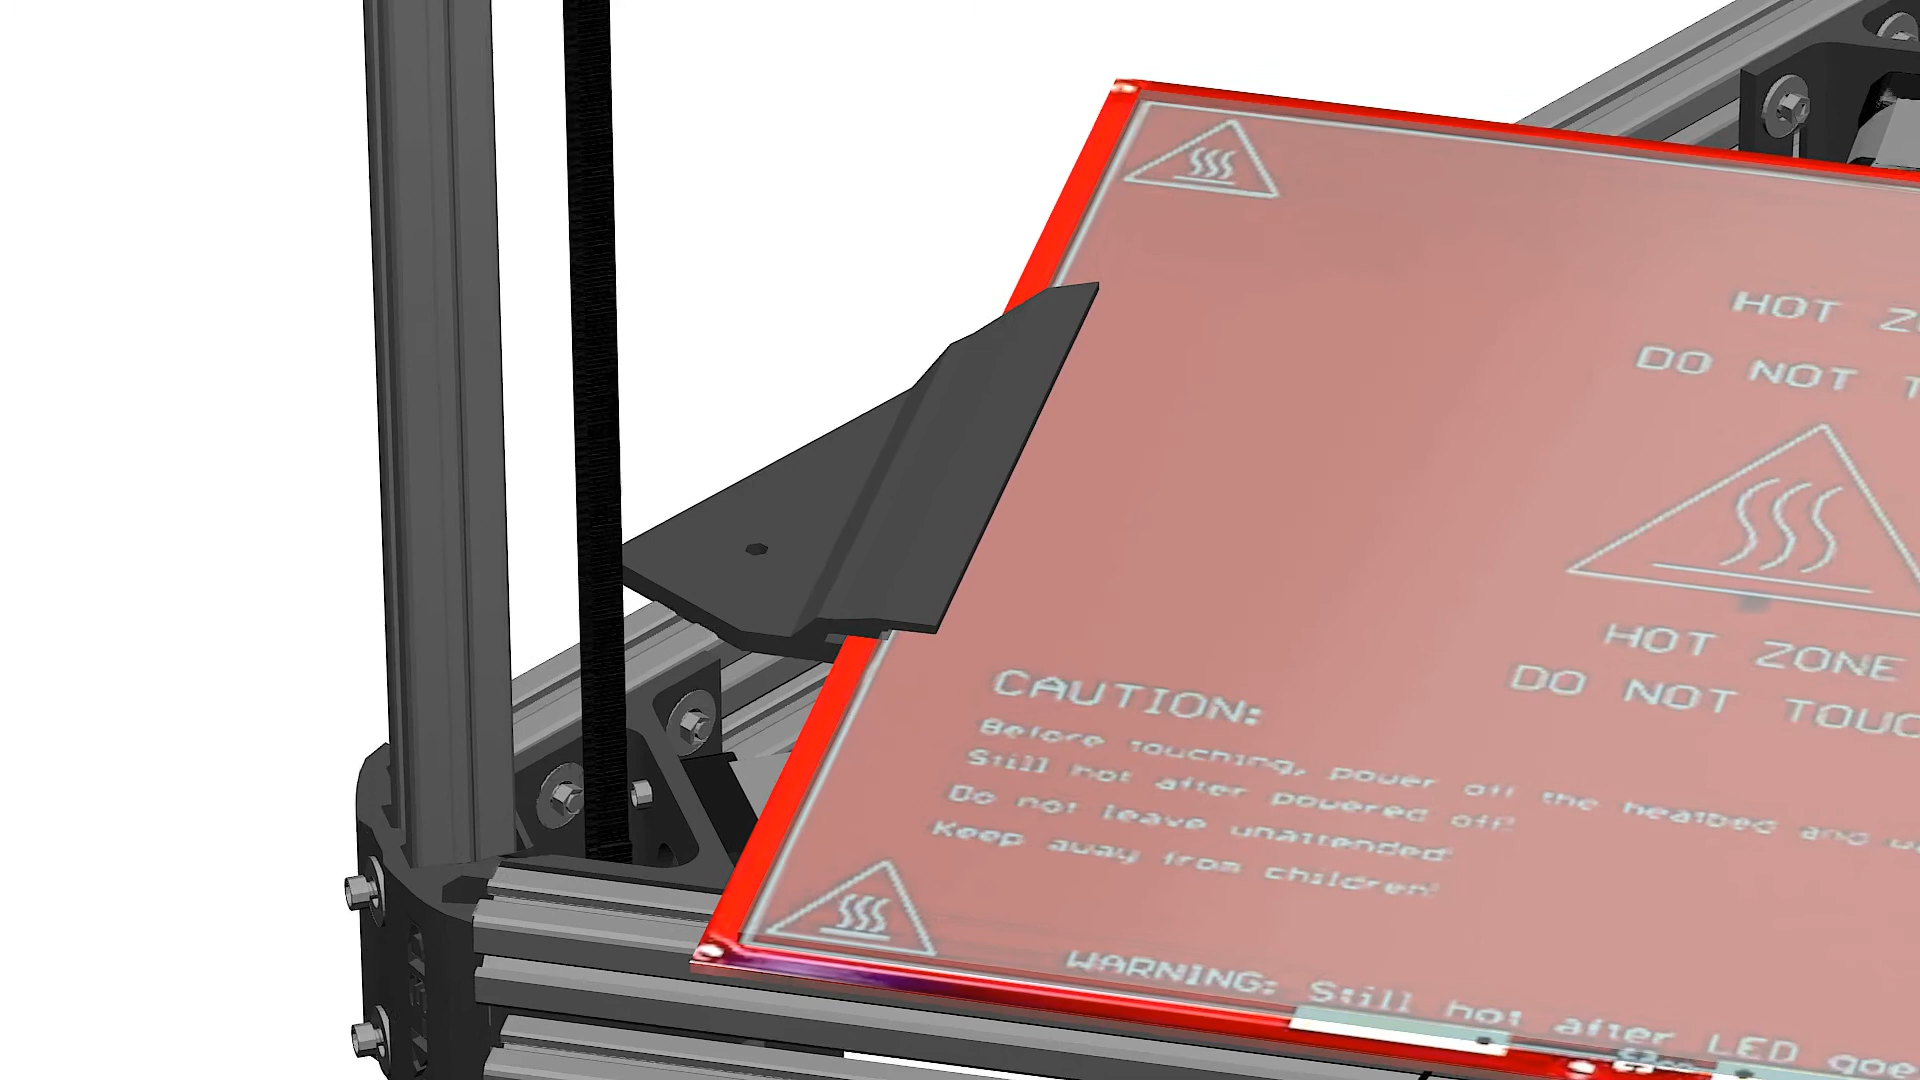 HOT
DO NOT
HOT ZONE
DO NOT TOUC
CAUTION:
Before touching, power off the heatbed and
Still hot after powered off!
Do not leave unattended!
Keep away from children!
WARNING: Still hot after LED goe